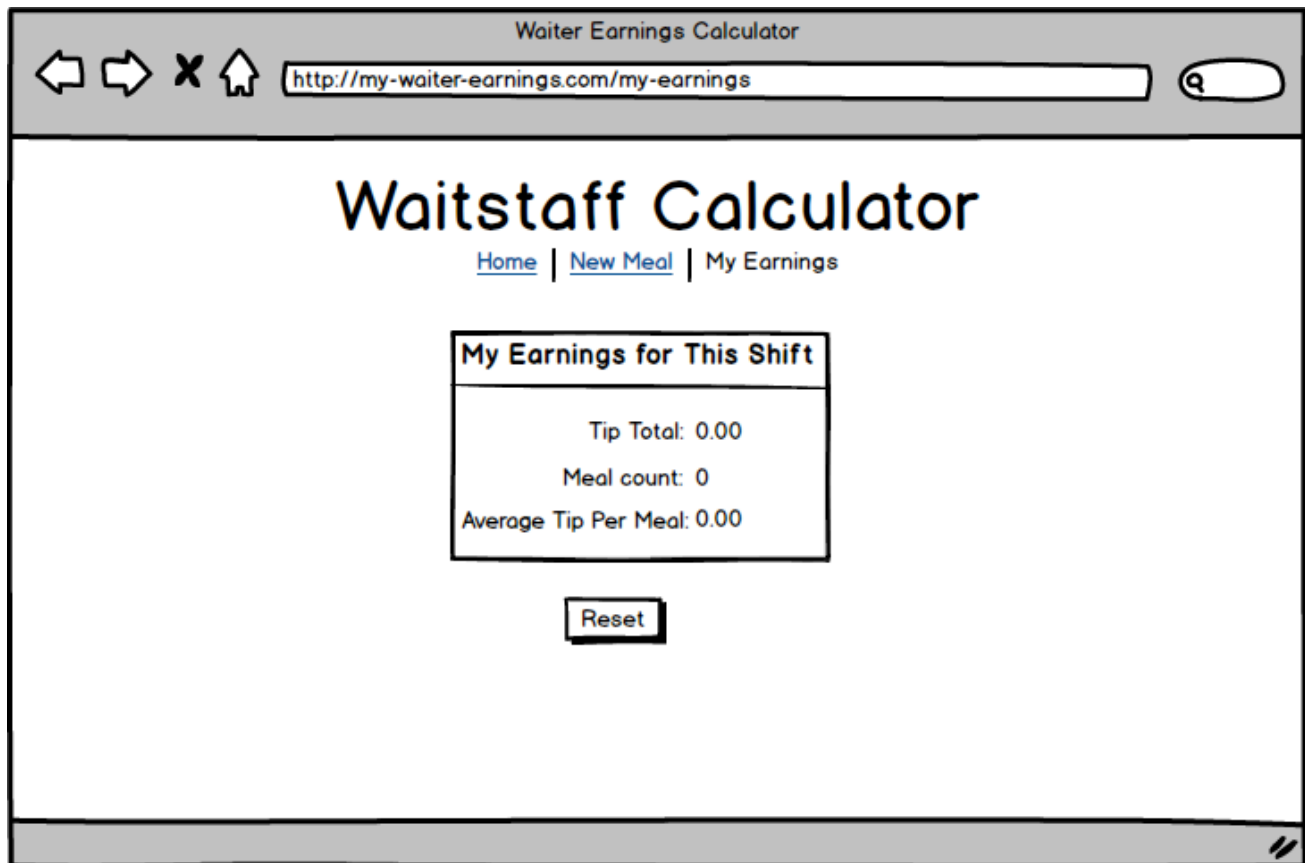 Waiter Earnings Calculator
http://my-waiter-earnings.com/my-earnings
Waitstaff Calculator
Home | New Meal | My Earnings
My Earnings for This Shift
Tip Total: 0.00
Meal count: 0
Average Tip Per Meal: 0.00
Reset